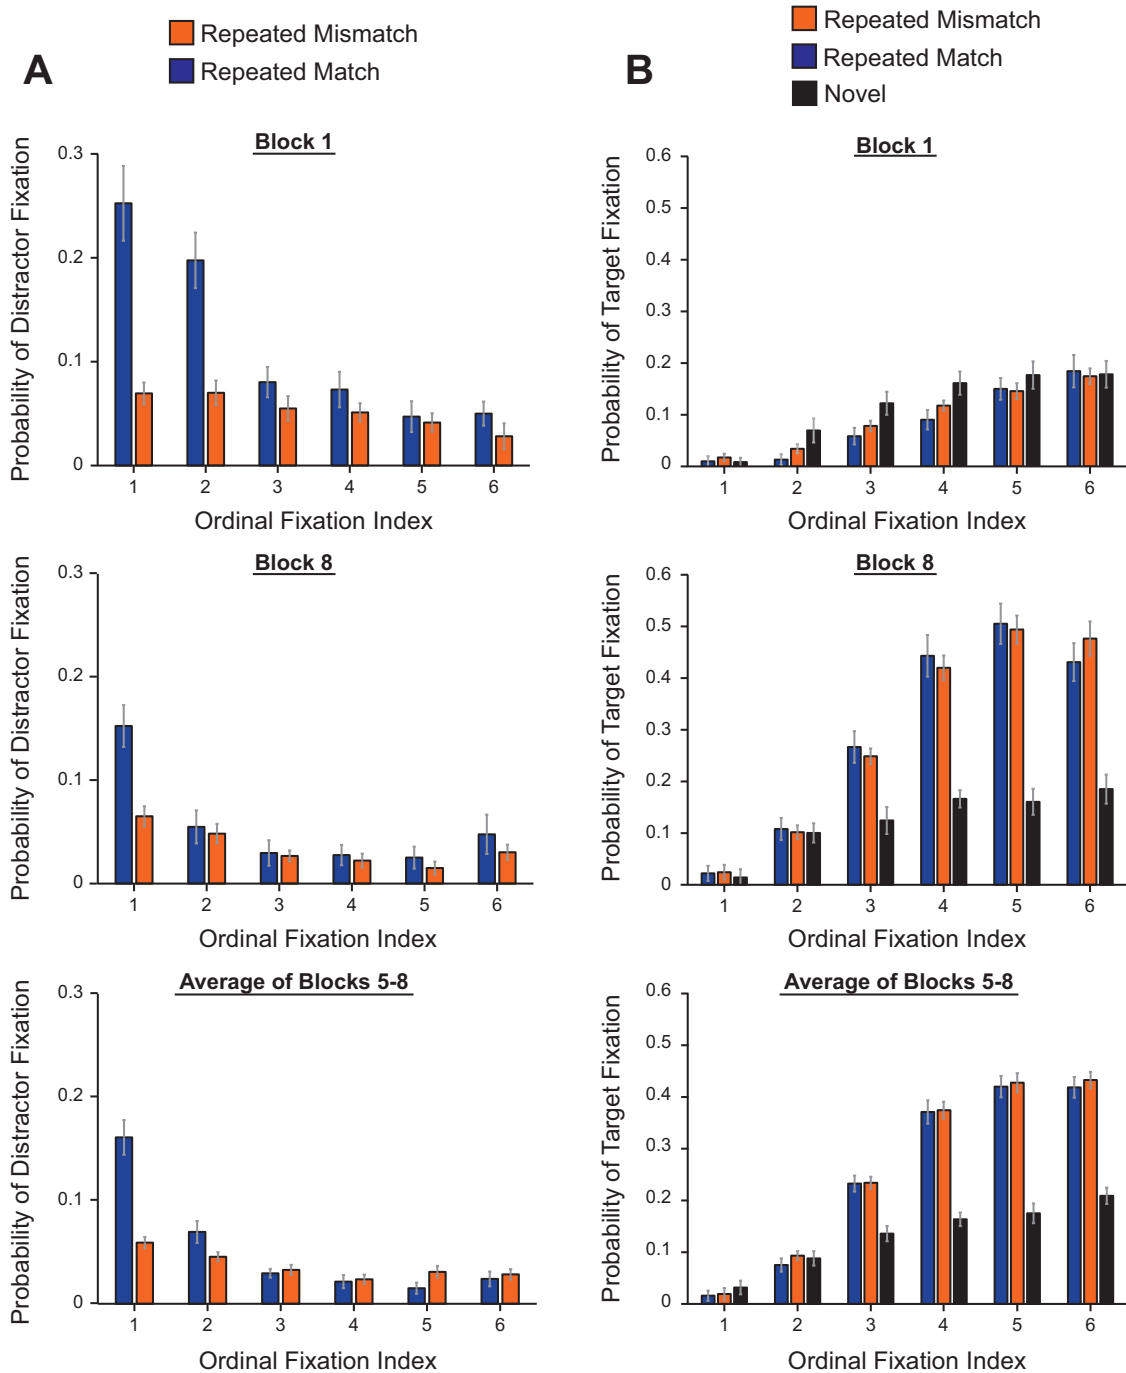 A
Repeated Mismatch
Repeated Match
Block 1
Probability of Distractor Fixation
0.3
0.2
0.1
0
1 2 3 4 5 6
Ordinal Fixation Index
Block 8
Probability of Distractor Fixation
0.3
0.2
0.1
0
1 2 3 4 5 6
Ordinal Fixation Index
Average of Blocks 5-8
Probability of Distractor Fixation
0.3
0.2
0.1
0
1 2 3 4 5 6
Ordinal Fixation Index
B
Repeated Mismatch
Repeated Match
Novel
Block 1
Probability of Target Fixation
0.6
0.5
0.4
0.3
0.2
0.1
0
1 2 3 4 5 6
Ordinal Fixation Index
Block 8
Probability of Target Fixation
0.6
0.5
0.4
0.3
0.2
0.1
0
1 2 3 4 5 6
Ordinal Fixation Index
Average of Blocks 5-8
Probability of Target Fixation
0.6
0.5
0.4
0.3
0.2
0.1
0
1 2 3 4 5 6
Ordinal Fixation Index